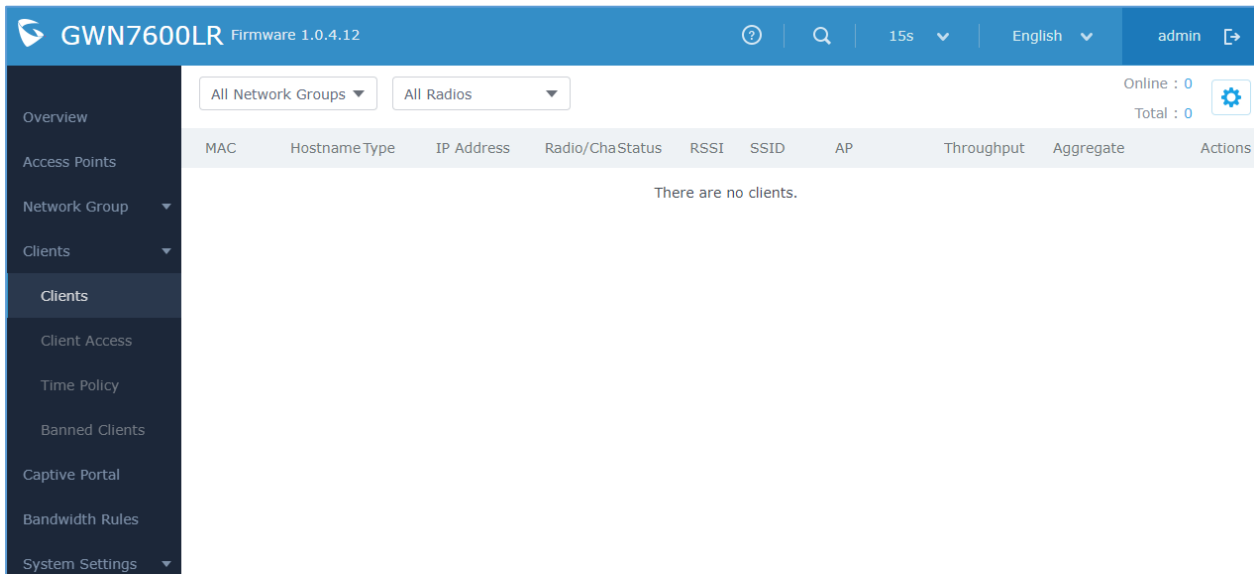 GWN7600LR Firmware 1.0.4.12
15s
English
admin
Overview
Access Points
Network Group
Clients
Clients
Client Access
Time Policy
Banned Clients
Captive Portal
Bandwidth Rules
System Settings
All Network Groups
All Radios
Online : 0
Total : 0
MAC Hostname Type IP Address Radio/Cha Status RSSI SSID AP Throughput Aggregate Actions
There are no clients.